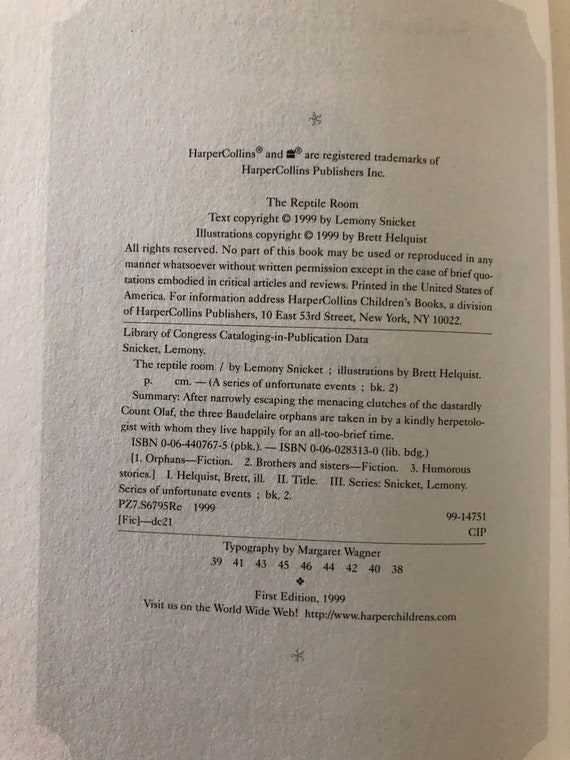 HarperCollins® and ® are registered trademarks of
HarperCollins Publishers Inc.
The Reptile Room
Text copyright © 1999 by Lemony Snicket
Illustrations copyright © 1999 by Brett Helquist
All rights reserved. No part of this book may be used or reproduced in any
manner whatsoever without written permission except in the case of brief quo-
tations embodied in critical articles and reviews. Printed in the United States of
America. For information address HarperCollins Children's Books, a division
of HarperCollins Publishers, 10 East 53rd Street, New York, NY 10022.
Library of Congress Cataloging-in-Publication Data
Snicket, Lemony.
The reptile room / by Lemony Snicket ; illustrations by Brett Helquist.
p. cm. — (A series of unfortunate events ; bk. 2)
Summary: After narrowly escaping the menacing clutches of the dastardly
Count Olaf, the three Baudelaire orphans are taken in by a kindly herpetolo-
gist with whom they live happily for an all-too-brief time.
ISBN 0-06-440767-5 (pbk.). — ISBN 0-06-028313-0 (lib. bdg.)
[1. Orphans—Fiction. 2. Brothers and sisters—Fiction. 3. Humorous
stories.] I. Helquist, Brett, ill. II. Title. III. Series: Snicket, Lemony.
Series of unfortunate events ; bk. 2.
PZ7.S6795Re 1999 99-14751
[Fic]—dc21 CIP
Typography by Margaret Wagner
39 41 43 45 46 44 42 40 38
❖
First Edition, 1999
Visit us on the World Wide Web! http://www.harperchildrens.com